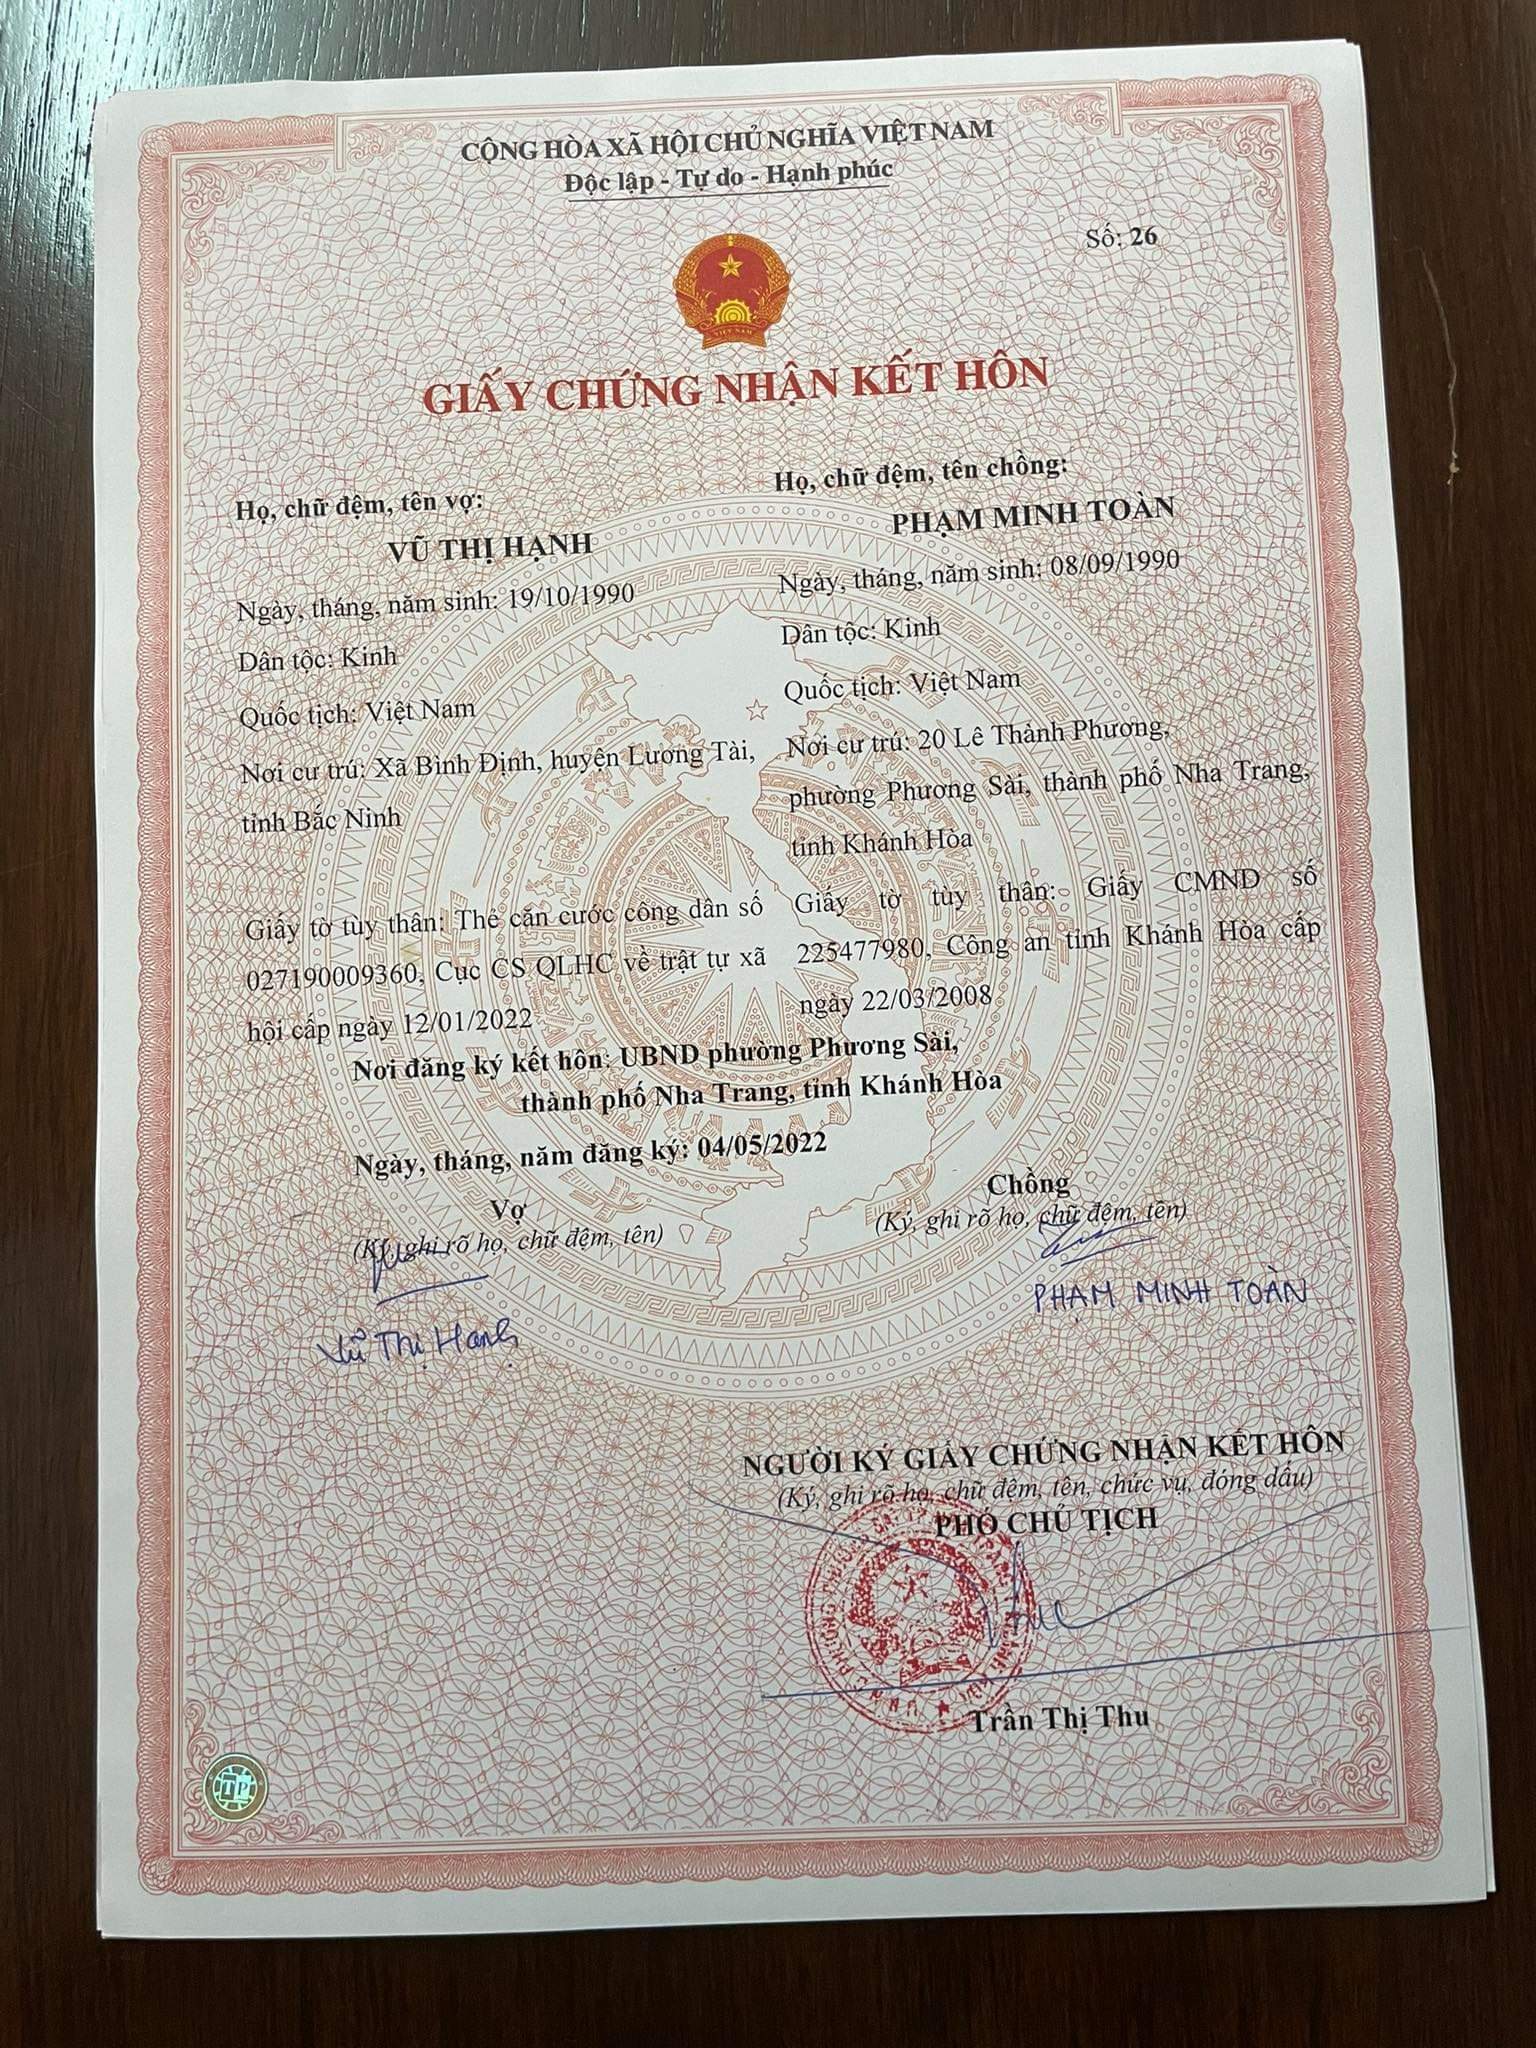 CỘNG HÒA XÃ HỘI CHỦ NGHĨA VIỆT NAM
Độc lập - Tự do - Hạnh phúc
Số: 26
VIỆT NAM
GIẤY CHỨNG NHẬN KẾT HÔN
Họ, chữ đệm, tên vợ:
VŨ THỊ HẠNH
Ngày, tháng, năm sinh: 19/10/1990
Dân tộc: Kinh
Quốc tịch: Việt Nam
Nơi cư trú: Xã Bình Định, huyện Lương Tài,
tỉnh Bắc Ninh
Giấy tờ tùy thân: Thẻ căn cước công dân số
027190009360, Cục CS QLHC về trật tự xã
hội cấp ngày 12/01/2022
Họ, chữ đệm, tên chồng:
PHẠM MINH TOÀN
Ngày, tháng, năm sinh: 08/09/1990
Dân tộc: Kinh
Quốc tịch: Việt Nam
Nơi cư trú: 20 Lê Thành Phương,
phường Phương Sài, thành phố Nha Trang,
tỉnh Khánh Hòa
Giấy tờ tùy thân: Giấy CMND số
225477980, Công an tỉnh Khánh Hòa cấp
ngày 22/03/2008
Nơi đăng ký kết hôn: UBND phường Phương Sài,
thành phố Nha Trang, tỉnh Khánh Hòa
Ngày, tháng, năm đăng ký: 04/05/2022
Vợ
(Ký, ghi rõ họ, chữ đệm, tên)
Vũ Thị Hạnh
Chồng
(Ký, ghi rõ họ, chữ đệm, tên)
PHẠM MINH TOÀN
NGƯỜI KÝ GIẤY CHỨNG NHẬN KẾT HÔN
(Ký, ghi rõ họ, chữ đệm, tên, chức vụ, đóng dấu)
PHÓ CHỦ TỊCH
Trần Thị Thu
TP